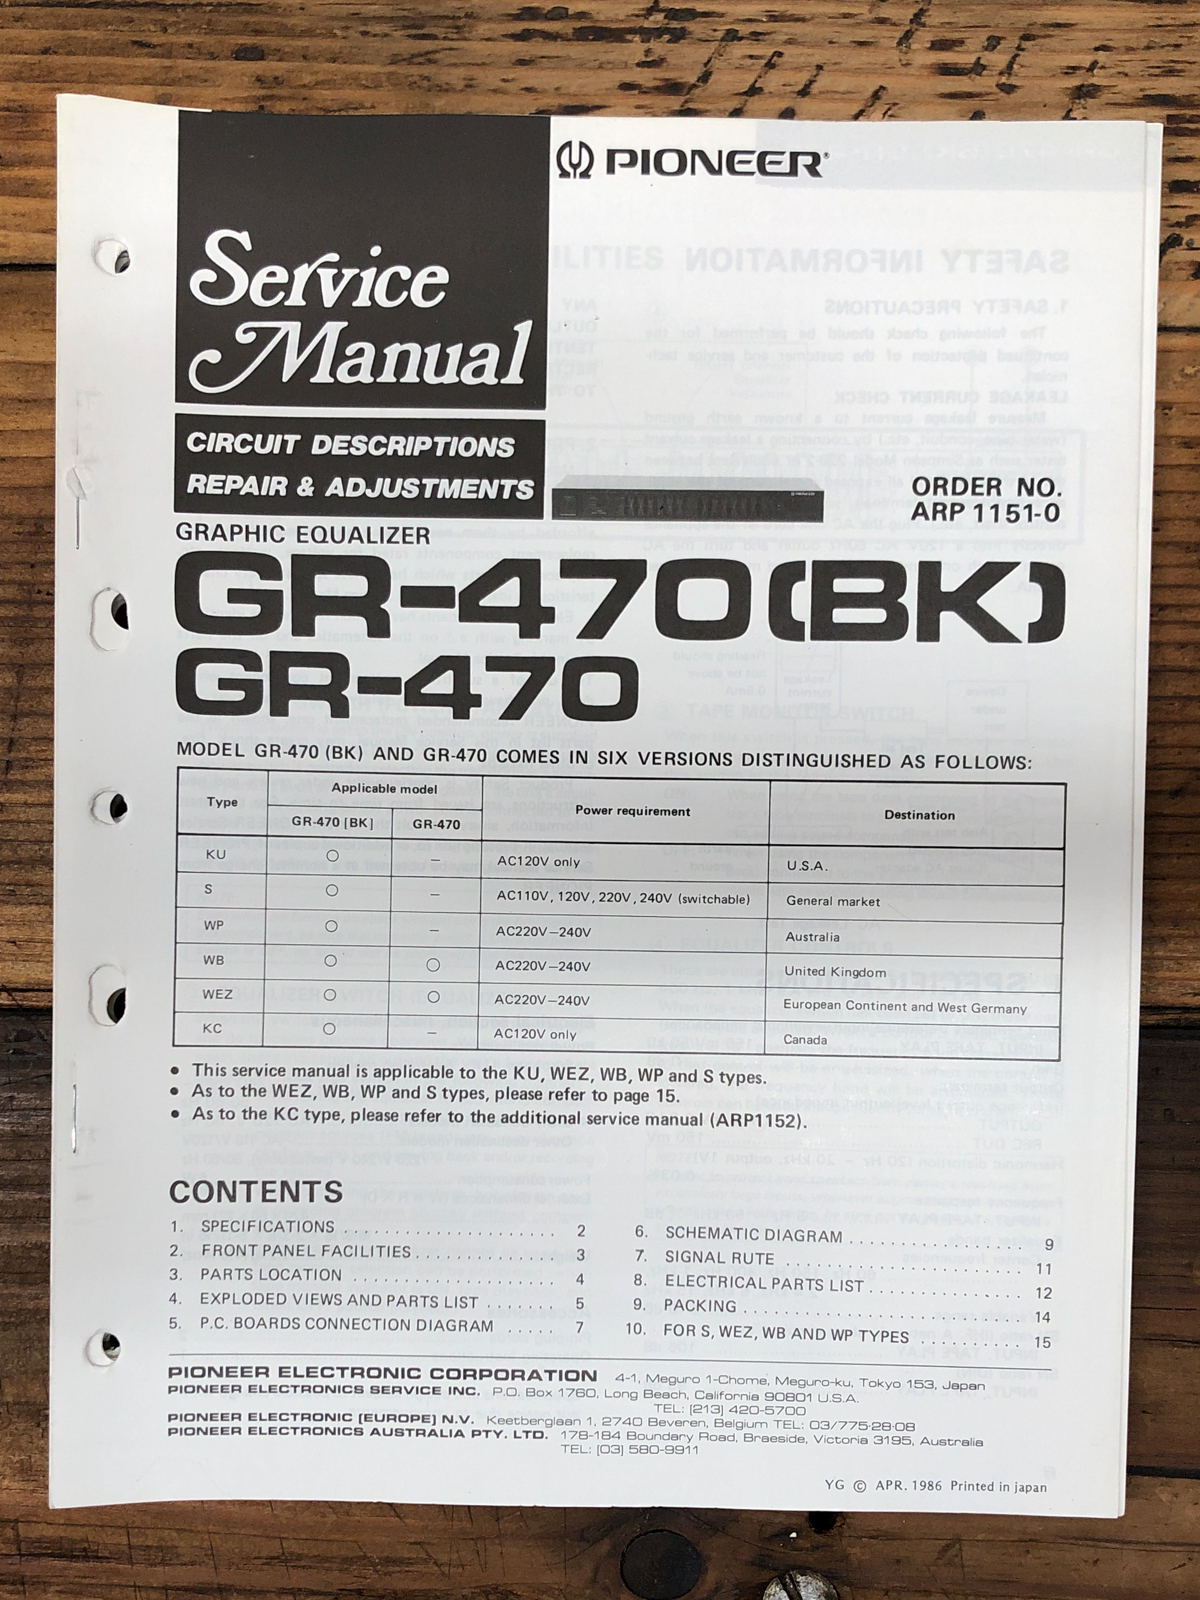 PIONEER®
Service
Manual
CIRCUIT DESCRIPTIONS
REPAIR & ADJUSTMENTS
ORDER NO.
ARP 1151-0
GRAPHIC EQUALIZER
GR-470(BK)
GR-470
MODEL GR-470 (BK) AND GR-470 COMES IN SIX VERSIONS DISTINGUISHED AS FOLLOWS:
Type Applicable model Power requirement Destination
GR-470 [BK] GR-470
KU ○ – AC120V only U.S.A.
S ○ – AC110V, 120V, 220V, 240V (switchable) General market
WP ○ – AC220V–240V Australia
WB ○ ○ AC220V–240V United Kingdom
WEZ ○ ○ AC220V–240V European Continent and West Germany
KC ○ – AC120V only Canada
● This service manual is applicable to the KU, WEZ, WB, WP and S types.
● As to the WEZ, WB, WP and S types, please refer to page 15.
● As to the KC type, please refer to the additional service manual (ARP1152).
CONTENTS
1. SPECIFICATIONS . . . . . . . . . . . . . . . . . . . . 2
2. FRONT PANEL FACILITIES . . . . . . . . . . . . . . 3
3. PARTS LOCATION . . . . . . . . . . . . . . . . . . . 4
4. EXPLODED VIEWS AND PARTS LIST . . . . . . 5
5. P.C. BOARDS CONNECTION DIAGRAM . . . . . 7
6. SCHEMATIC DIAGRAM . . . . . . . . . . . . . . . . 9
7. SIGNAL RUTE . . . . . . . . . . . . . . . . . . . . . . 11
8. ELECTRICAL PARTS LIST . . . . . . . . . . . . . . 12
9. PACKING . . . . . . . . . . . . . . . . . . . . . . . . . . 14
10. FOR S, WEZ, WB AND WP TYPES . . . . . . . . . . 15
PIONEER ELECTRONIC CORPORATION 4-1, Meguro 1-Chome, Meguro-ku, Tokyo 153, Japan
PIONEER ELECTRONICS SERVICE INC. P.O. Box 1760, Long Beach, California 90801 U.S.A.
TEL: [213] 420-5700
PIONEER ELECTRONIC [EUROPE] N.V. Keetberglaan 1, 2740 Beveren, Belgium TEL: 03/775·28·08
PIONEER ELECTRONICS AUSTRALIA PTY. LTD. 178-184 Boundary Road, Braeside, Victoria 3195, Australia
TEL: [03] 580-9911
YG © APR. 1986 Printed in japan